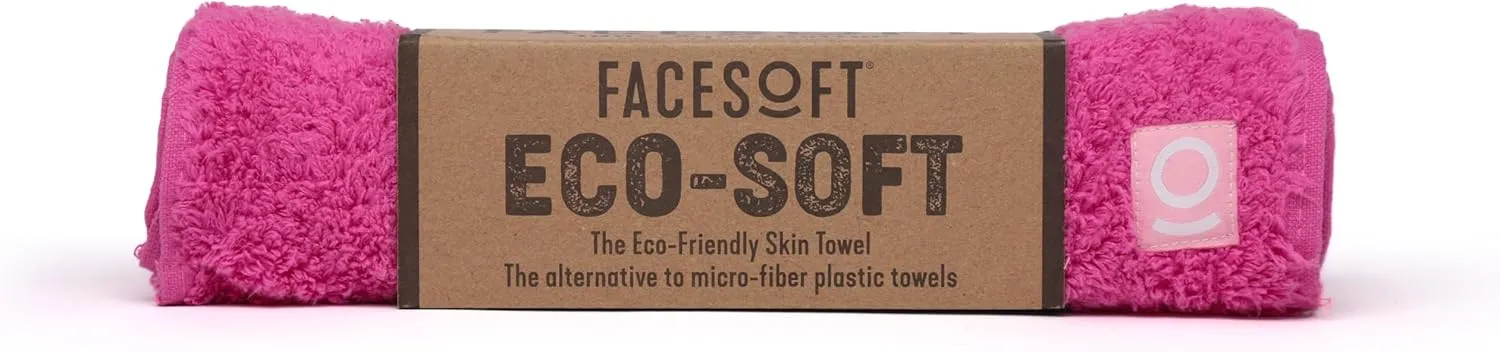 FACESOFT®
ECO-SOFT
The Eco-Friendly Skin Towel
The alternative to micro-fiber plastic towels